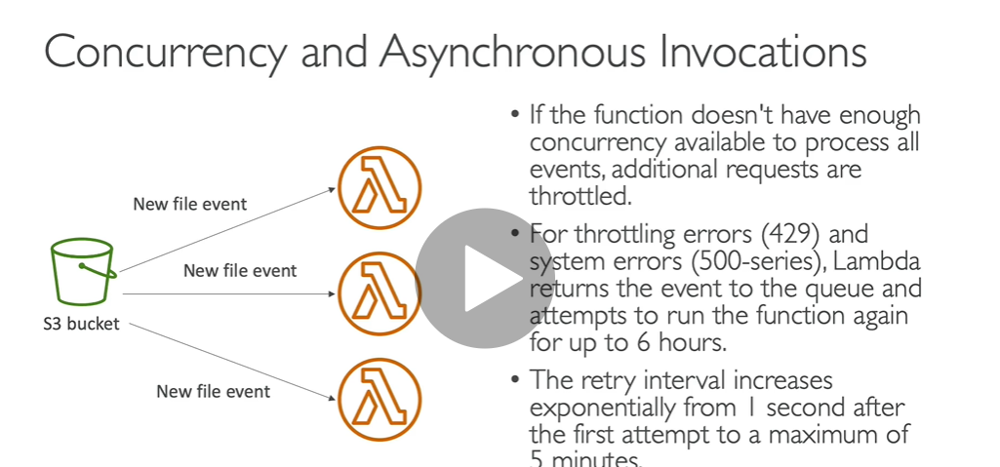 Concurrency and Asynchronous Invocations
New file event
New file event
New file event
S3 bucket
• If the function doesn't have enough
concurrency available to process all
events, additional requests are
throttled.
• For throttling errors (429) and
system errors (500-series), Lambda
returns the event to the queue and
attempts to run the function again
for up to 6 hours.
• The retry interval increases
exponentially from 1 second after
the first attempt to a maximum of
5 minutes.